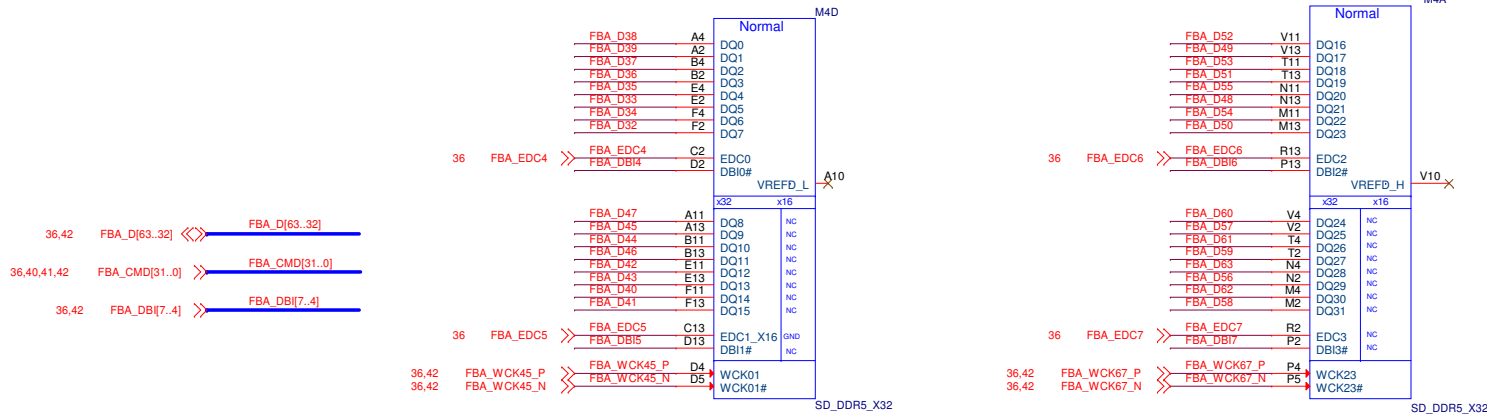 M4D
Normal
FBA_D38 A4 DQ0
FBA_D39 A2 DQ1
FBA_D37 B4 DQ2
FBA_D36 B2 DQ3
FBA_D35 E4 DQ4
FBA_D33 E2 DQ5
FBA_D34 F4 DQ6
FBA_D32 F2 DQ7
36 FBA_EDC4 FBA_EDC4 C2 EDC0
FBA_DBI4 D2 DBI0#
VREFD_L A10
x32 x16
FBA_D47 A11 DQ8 NC
FBA_D45 A13 DQ9 NC
FBA_D44 B11 DQ10 NC
FBA_D46 B13 DQ11 NC
FBA_D42 E11 DQ12 NC
FBA_D43 E13 DQ13 NC
FBA_D40 F11 DQ14 NC
FBA_D41 F13 DQ15 NC
36 FBA_EDC5 FBA_EDC5 C13 EDC1_X16 GND
FBA_DBI5 D13 DBI1# NC
36,42 FBA_WCK45_P FBA_WCK45_P D4 WCK01
36,42 FBA_WCK45_N FBA_WCK45_N D5 WCK01#
SD_DDR5_X32
36,42 FBA_D[63..32] FBA_D[63..32]
36,40,41,42 FBA_CMD[31..0] FBA_CMD[31..0]
36,42 FBA_DBI[7..4] FBA_DBI[7..4]
Normal
FBA_D52 V11 DQ16
FBA_D49 V13 DQ17
FBA_D53 T11 DQ18
FBA_D51 T13 DQ19
FBA_D55 N11 DQ20
FBA_D48 N13 DQ21
FBA_D54 M11 DQ22
FBA_D50 M13 DQ23
36 FBA_EDC6 FBA_EDC6 R13 EDC2
FBA_DBI6 P13 DBI2#
VREFD_H V10
x32 x16
FBA_D60 V4 DQ24 NC
FBA_D57 V2 DQ25 NC
FBA_D61 T4 DQ26 NC
FBA_D59 T2 DQ27 NC
FBA_D63 N4 DQ28 NC
FBA_D56 N2 DQ29 NC
FBA_D62 M4 DQ30 NC
FBA_D58 M2 DQ31 NC
36 FBA_EDC7 FBA_EDC7 R2 EDC3 NC
FBA_DBI7 P2 DBI3# NC
36,42 FBA_WCK67_P FBA_WCK67_P P4 WCK23
36,42 FBA_WCK67_N FBA_WCK67_N P5 WCK23#
SD_DDR5_X32